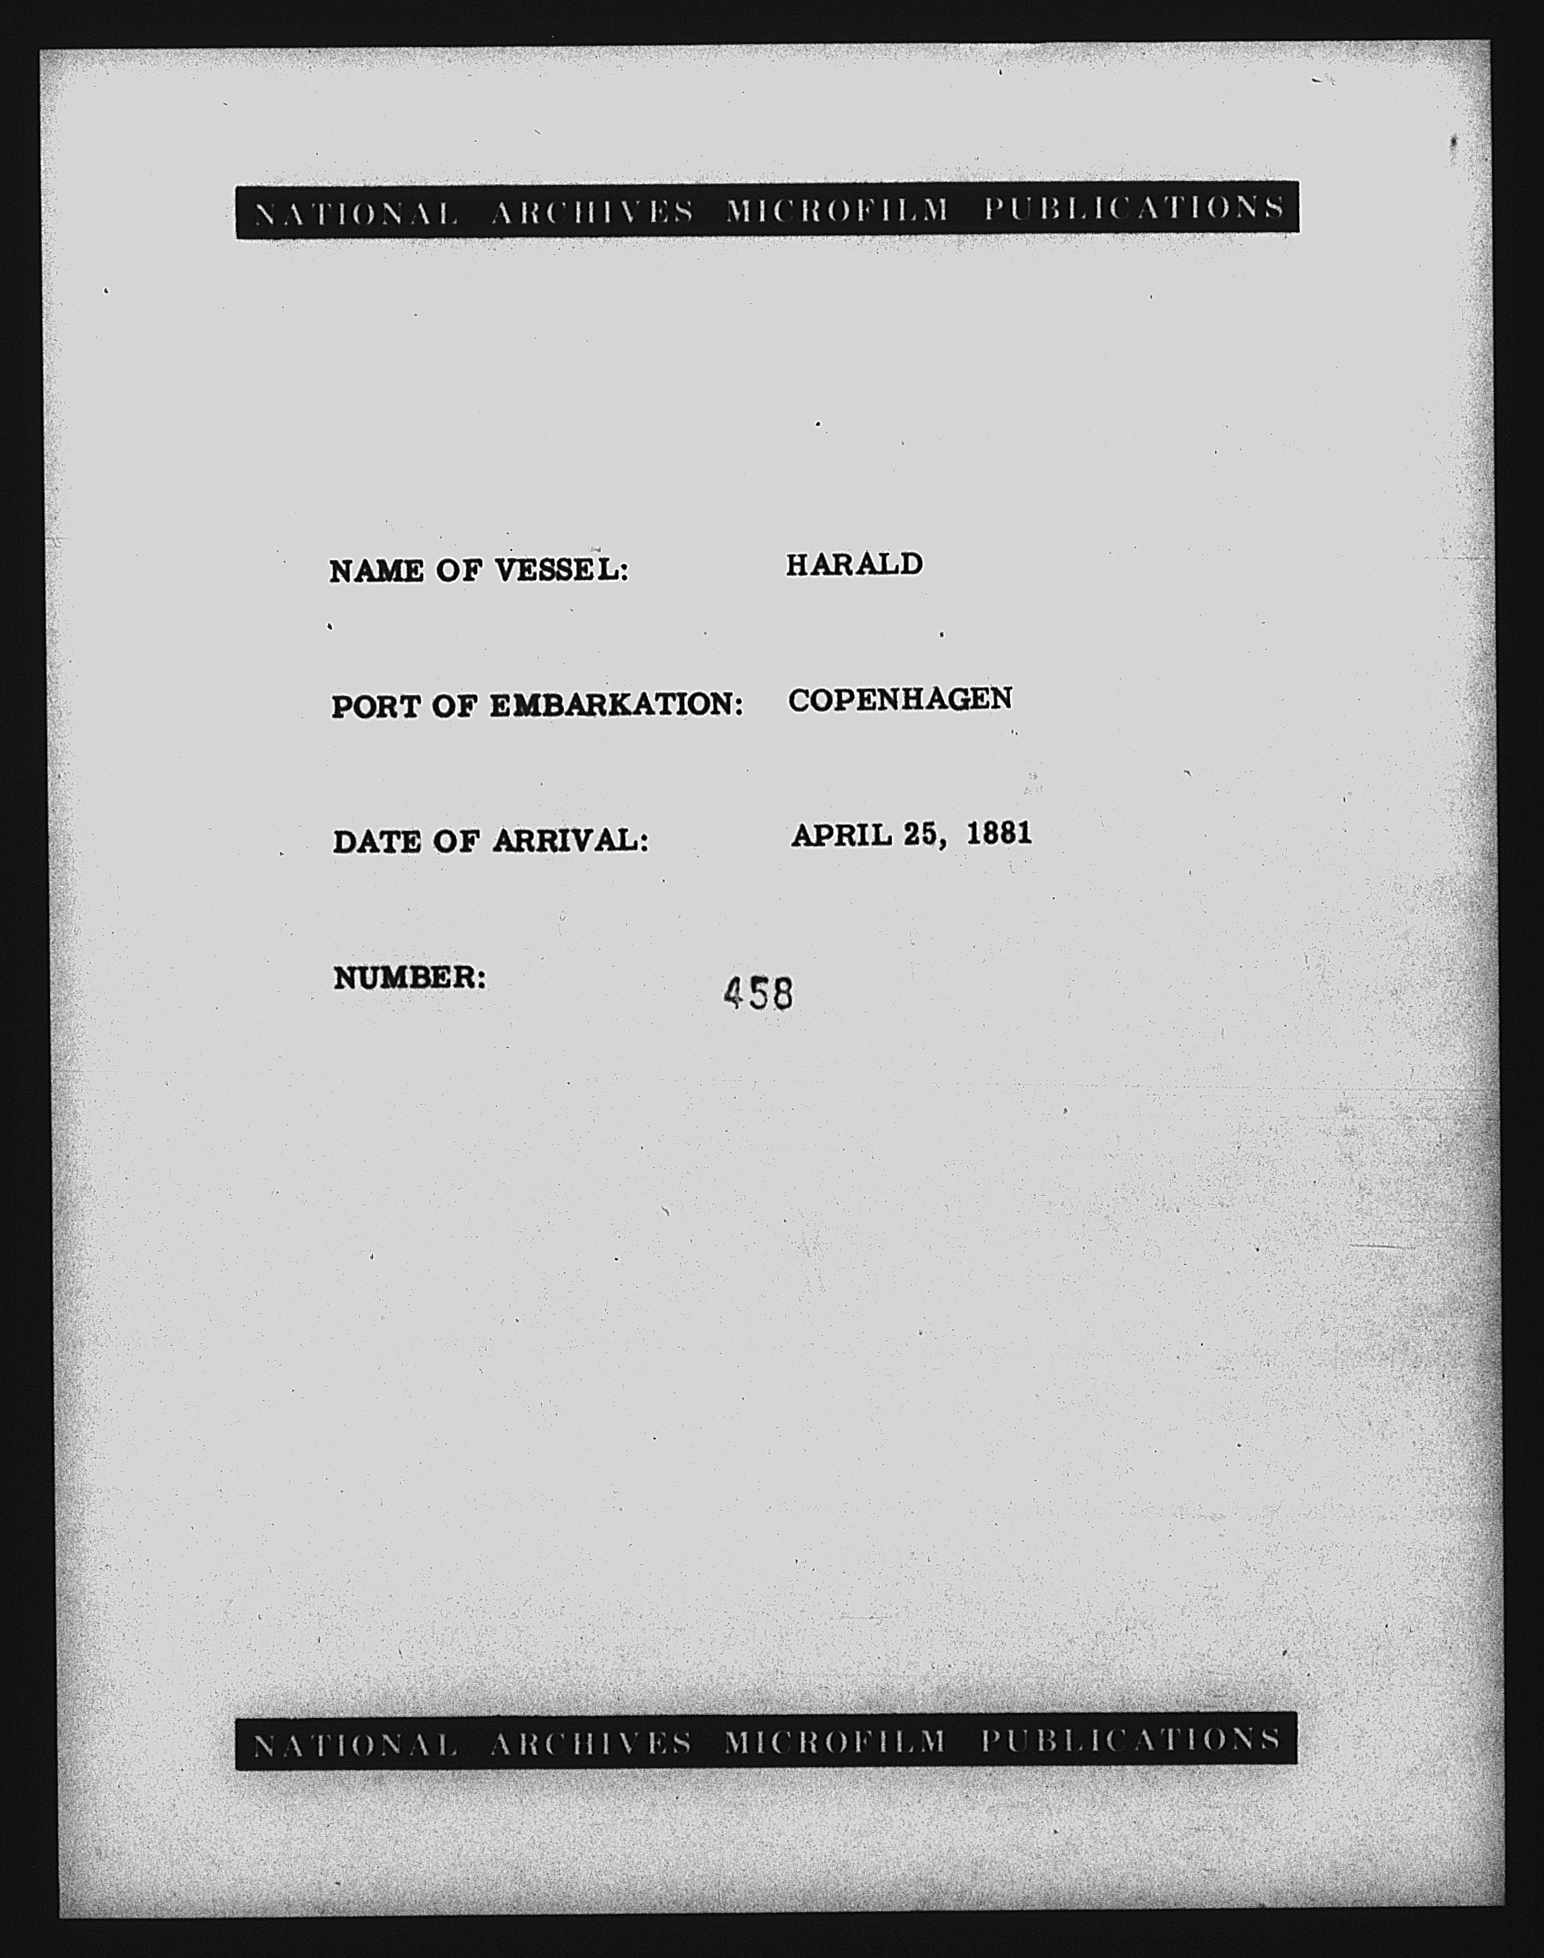 NATIONAL ARCHIVES MICROFILM PUBLICATIONS
NAME OF VESSEL: HARALD
PORT OF EMBARKATION: COPENHAGEN
DATE OF ARRIVAL: APRIL 25, 1881
NUMBER: 458
NATIONAL ARCHIVES MICROFILM PUBLICATIONS